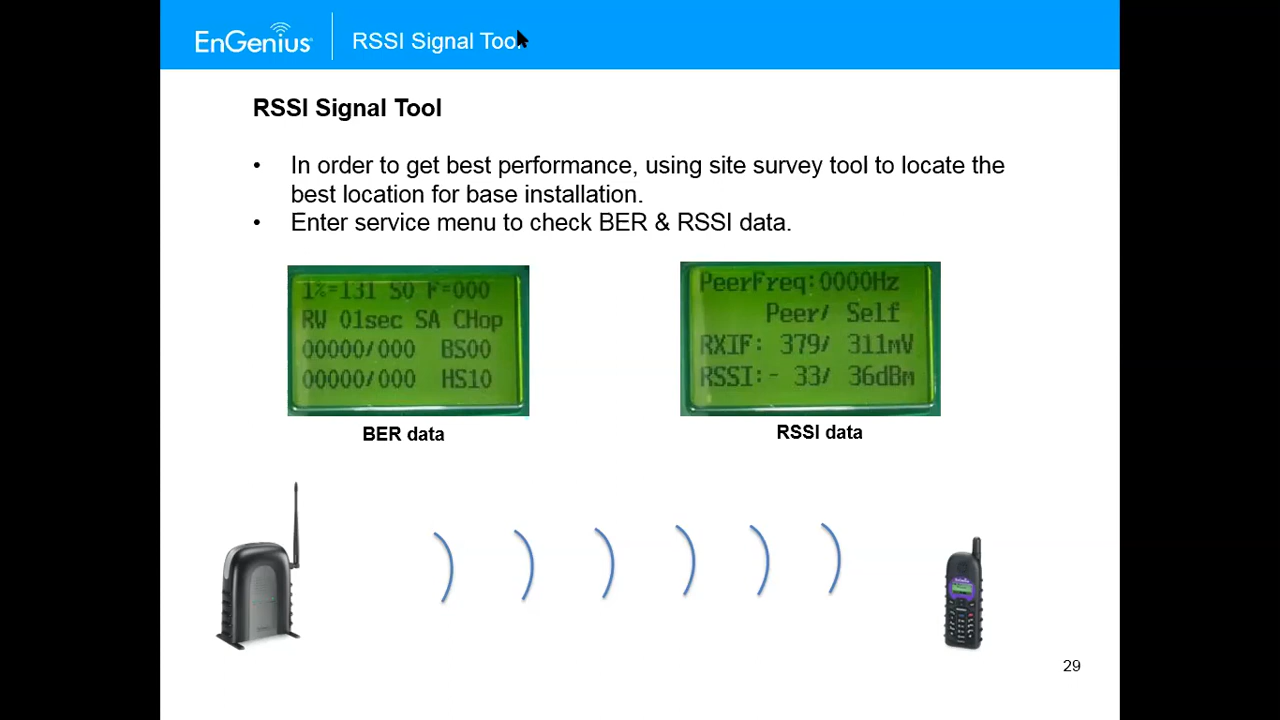 EnGenius
RSSI Signal Tool
RSSI Signal Tool
• In order to get best performance, using site survey tool to locate the
best location for base installation.
• Enter service menu to check BER & RSSI data.
1%=131 S0 F=000
RW 01sec SA CHop
00000/000 BS00
00000/000 HS10
PeerFreq:0000Hz
Peer/ Self
RXIF: 379/ 311mV
RSSI:- 33/ 36dBm
BER data
RSSI data
EnGenius
29